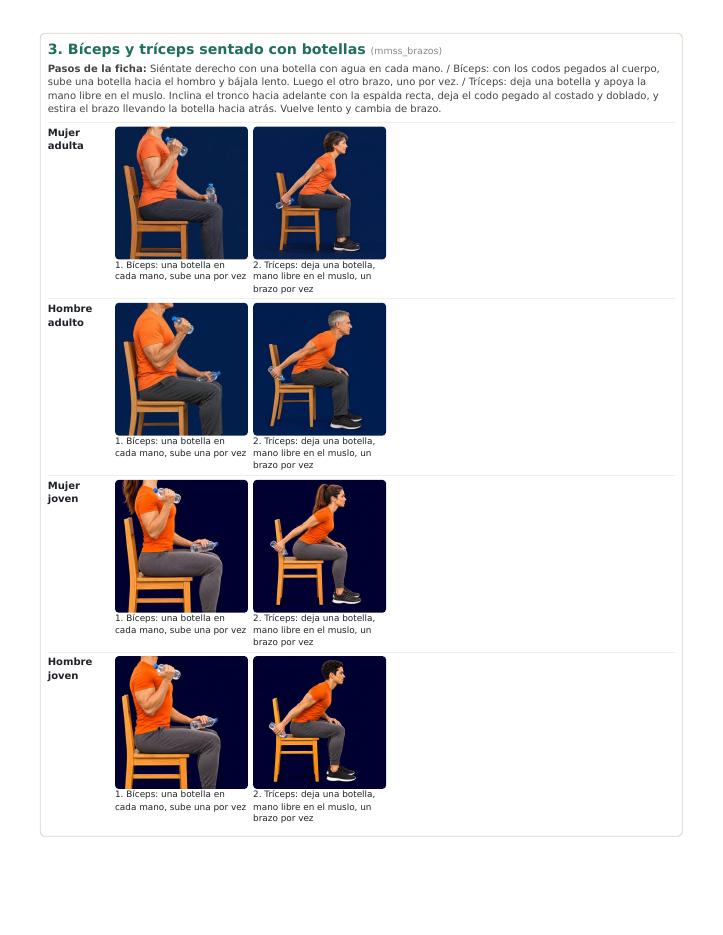 3. Bíceps y tríceps sentado con botellas (mmss_brazos)
Pasos de la ficha: Siéntate derecho con una botella con agua en cada mano. / Bíceps: con los codos pegados al cuerpo,
sube una botella hacia el hombro y bájala lento. Luego el otro brazo, uno por vez. / Tríceps: deja una botella y apoya la
mano libre en el muslo. Inclina el tronco hacia adelante con la espalda recta, deja el codo pegado al costado y doblado, y
estira el brazo llevando la botella hacia atrás. Vuelve lento y cambia de brazo.
Mujer
adulta
1. Bíceps: una botella en
cada mano, sube una por vez
2. Tríceps: deja una botella,
mano libre en el muslo, un
brazo por vez
Hombre
adulto
1. Bíceps: una botella en
cada mano, sube una por vez
2. Tríceps: deja una botella,
mano libre en el muslo, un
brazo por vez
Mujer
joven
1. Bíceps: una botella en
cada mano, sube una por vez
2. Tríceps: deja una botella,
mano libre en el muslo, un
brazo por vez
Hombre
joven
1. Bíceps: una botella en
cada mano, sube una por vez
2. Tríceps: deja una botella,
mano libre en el muslo, un
brazo por vez